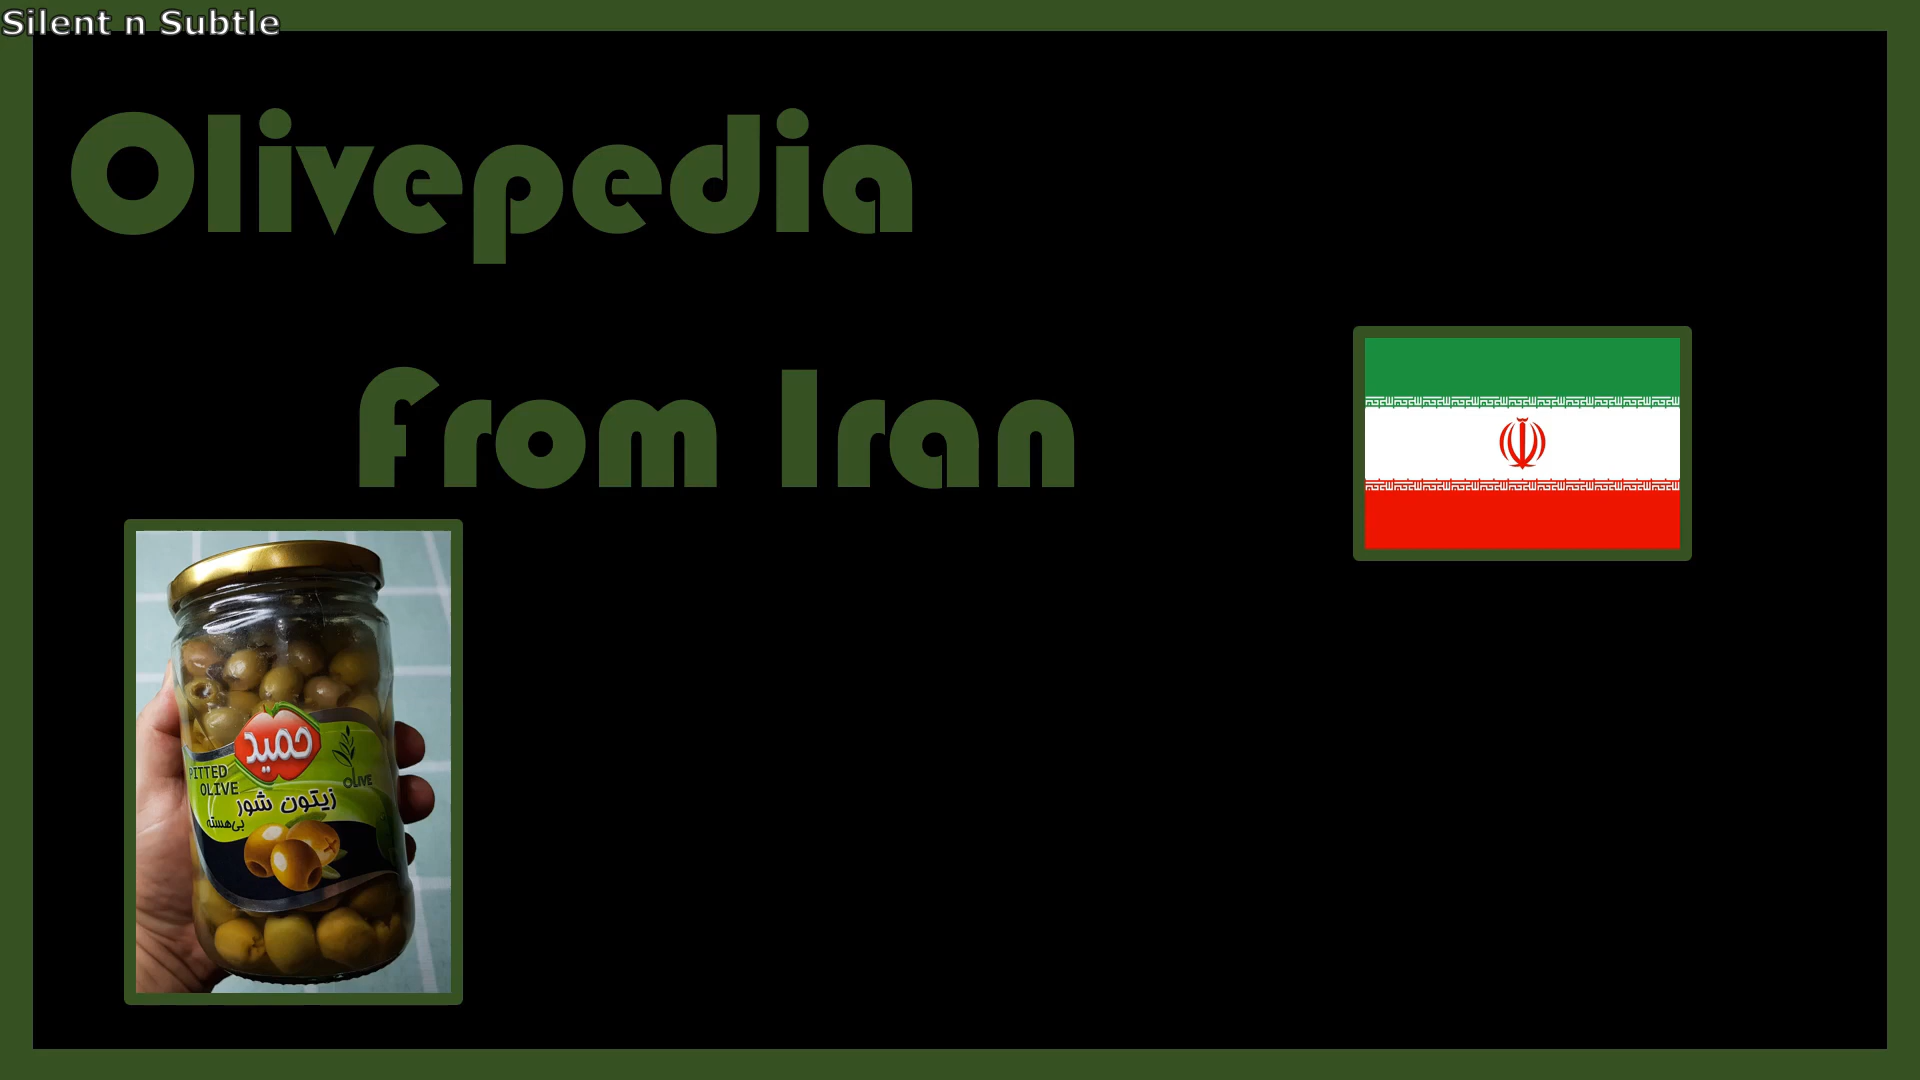 Silent n Subtle
Olivepedia
From Iran
حمید
PITTED
OLIVE
OLIVE
زیتون شور
بی‌هسته